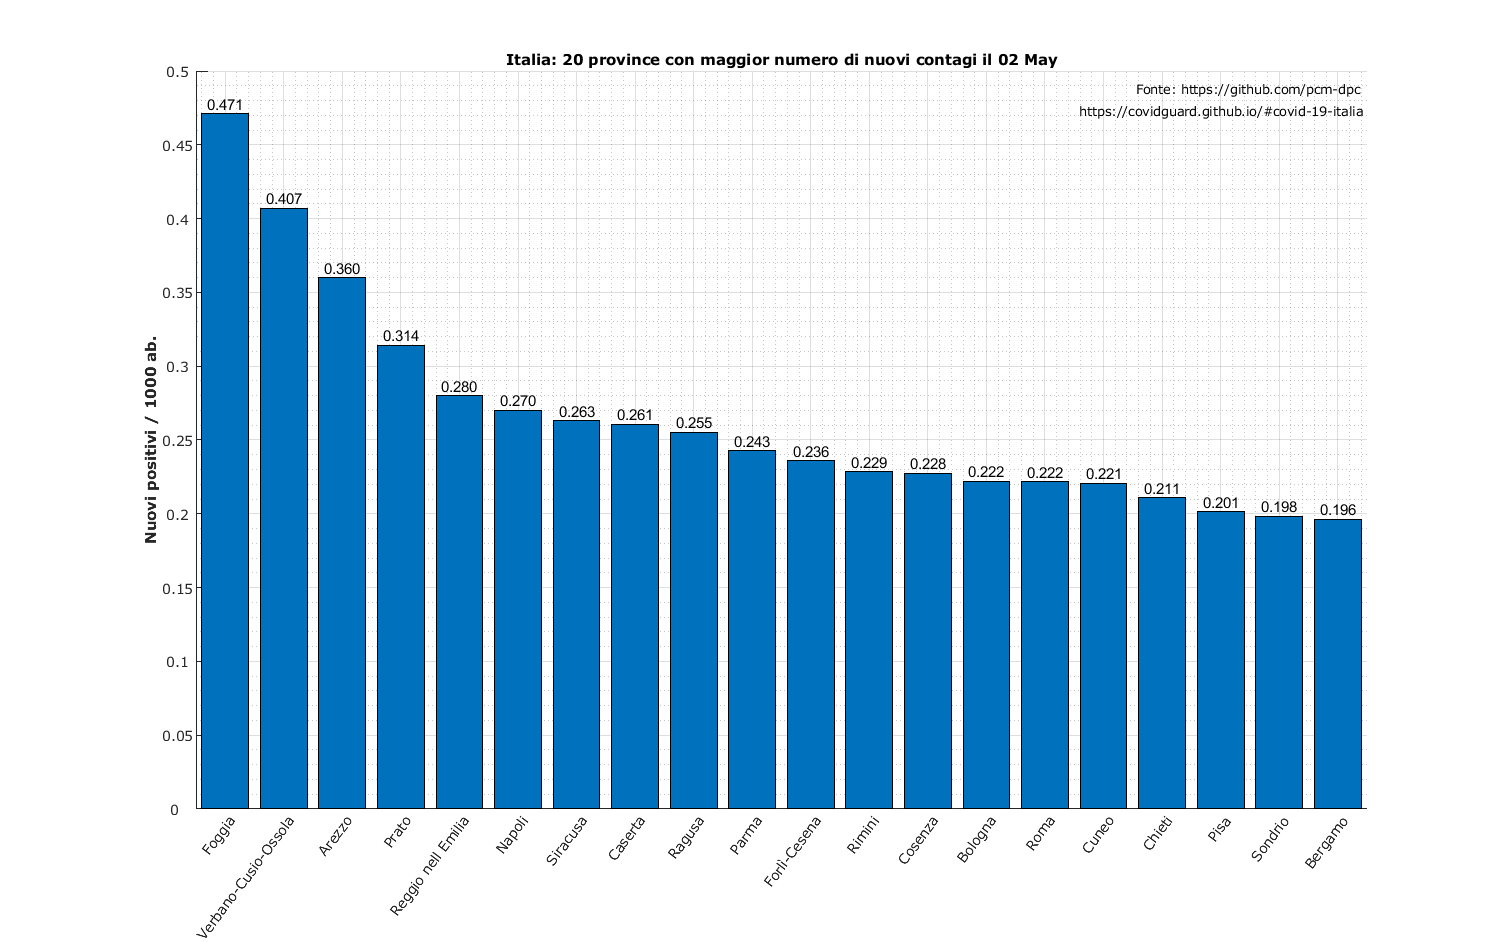 Italia: 20 province con maggior numero di nuovi contagi il 02 May
Fonte: https://github.com/pcm-dpc
https://covidguard.github.io/#covid-19-italia
Nuovi positivi / 1000 ab.
0.5
0.45
0.4
0.35
0.3
0.25
0.2
0.15
0.1
0.05
0
0.471
0.407
0.360
0.314
0.280
0.270
0.263
0.261
0.255
0.243
0.236
0.229
0.228
0.222
0.222
0.221
0.211
0.201
0.198
0.196
Foggia
Verbano-Cusio-Ossola
Arezzo
Prato
Reggio nell Emilia
Napoli
Siracusa
Caserta
Ragusa
Parma
Forlì-Cesena
Rimini
Cosenza
Bologna
Roma
Cuneo
Chieti
Pisa
Sondrio
Bergamo